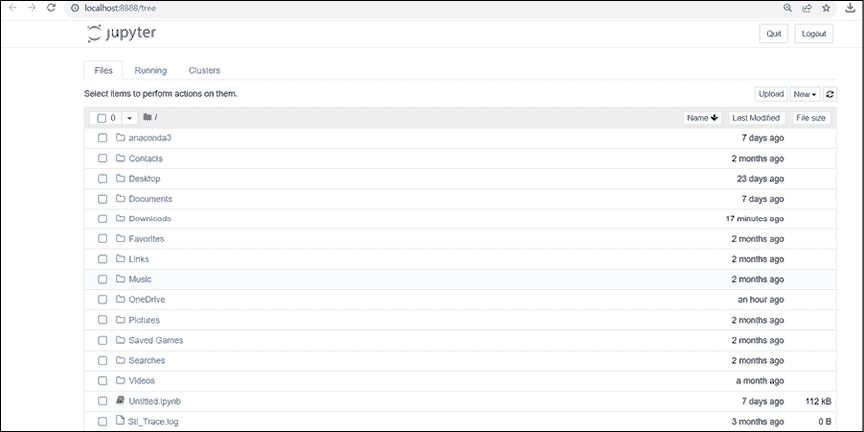 localhost:8888/tree
jupyter Quit Logout
Files Running Clusters
Select items to perform actions on them. Upload New
0 / Name Last Modified File size
anaconda3 7 days ago
Contacts 2 months ago
Desktop 23 days ago
Documents 7 days ago
Downloads 17 minutes ago
Favorites 2 months ago
Links 2 months ago
Music 2 months ago
OneDrive an hour ago
Pictures 2 months ago
Saved Games 2 months ago
Searches 2 months ago
Videos a month ago
Untitled.ipynb 7 days ago 112 kB
Sti_Trace.log 3 months ago 0 B